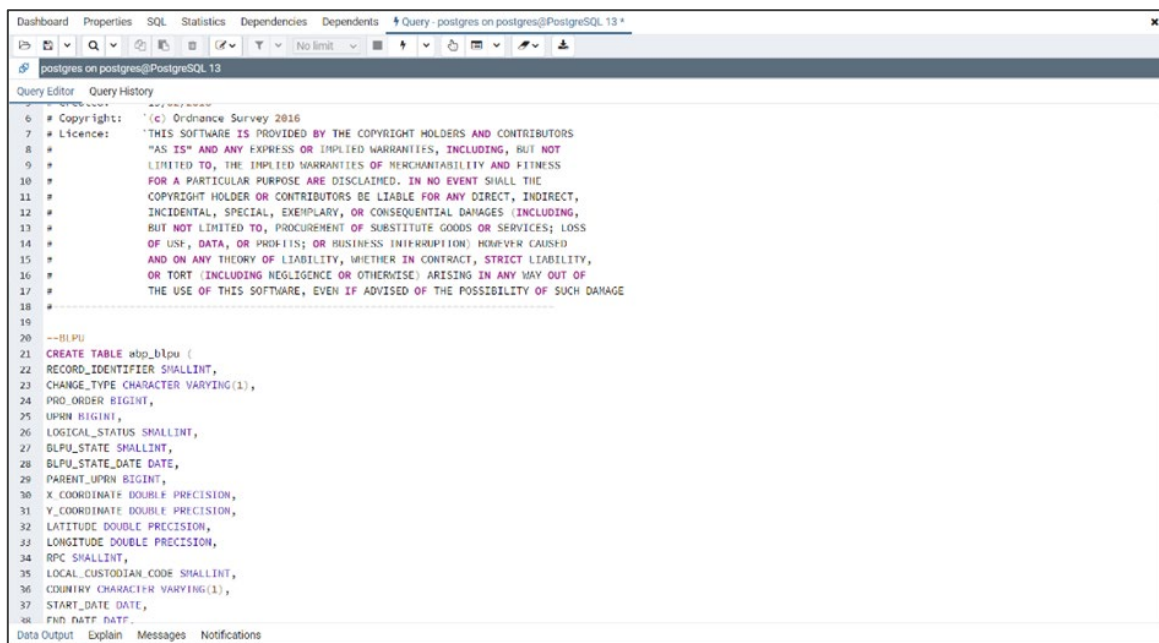 Dashboard Properties SQL Statistics Dependencies Dependents Query - postgres on postgres@PostgreSQL 13 *
No limit
postgres on postgres@PostgreSQL 13
Query Editor Query History
5 # Created: 15/02/2016
6 # Copyright: `(c) Ordnance Survey 2016
7 # Licence: `THIS SOFTWARE IS PROVIDED BY THE COPYRIGHT HOLDERS AND CONTRIBUTORS
8 # "AS IS" AND ANY EXPRESS OR IMPLIED WARRANTIES, INCLUDING, BUT NOT
9 # LIMITED TO, THE IMPLIED WARRANTIES OF MERCHANTABILITY AND FITNESS
10 # FOR A PARTICULAR PURPOSE ARE DISCLAIMED. IN NO EVENT SHALL THE
11 # COPYRIGHT HOLDER OR CONTRIBUTORS BE LIABLE FOR ANY DIRECT, INDIRECT,
12 # INCIDENTAL, SPECIAL, EXEMPLARY, OR CONSEQUENTIAL DAMAGES (INCLUDING,
13 # BUT NOT LIMITED TO, PROCUREMENT OF SUBSTITUTE GOODS OR SERVICES; LOSS
14 # OF USE, DATA, OR PROFITS; OR BUSINESS INTERRUPTION) HOWEVER CAUSED
15 # AND ON ANY THEORY OF LIABILITY, WHETHER IN CONTRACT, STRICT LIABILITY,
16 # OR TORT (INCLUDING NEGLIGENCE OR OTHERWISE) ARISING IN ANY WAY OUT OF
17 # THE USE OF THIS SOFTWARE, EVEN IF ADVISED OF THE POSSIBILITY OF SUCH DAMAGE
18 #-------------------------------------------------------------------------------
19
20 --BLPU
21 CREATE TABLE abp_blpu (
22 RECORD_IDENTIFIER SMALLINT,
23 CHANGE_TYPE CHARACTER VARYING(1),
24 PRO_ORDER BIGINT,
25 UPRN BIGINT,
26 LOGICAL_STATUS SMALLINT,
27 BLPU_STATE SMALLINT,
28 BLPU_STATE_DATE DATE,
29 PARENT_UPRN BIGINT,
30 X_COORDINATE DOUBLE PRECISION,
31 Y_COORDINATE DOUBLE PRECISION,
32 LATITUDE DOUBLE PRECISION,
33 LONGITUDE DOUBLE PRECISION,
34 RPC SMALLINT,
35 LOCAL_CUSTODIAN_CODE SMALLINT,
36 COUNTRY CHARACTER VARYING(1),
37 START_DATE DATE,
38 END_DATE DATE,
Data Output Explain Messages Notifications